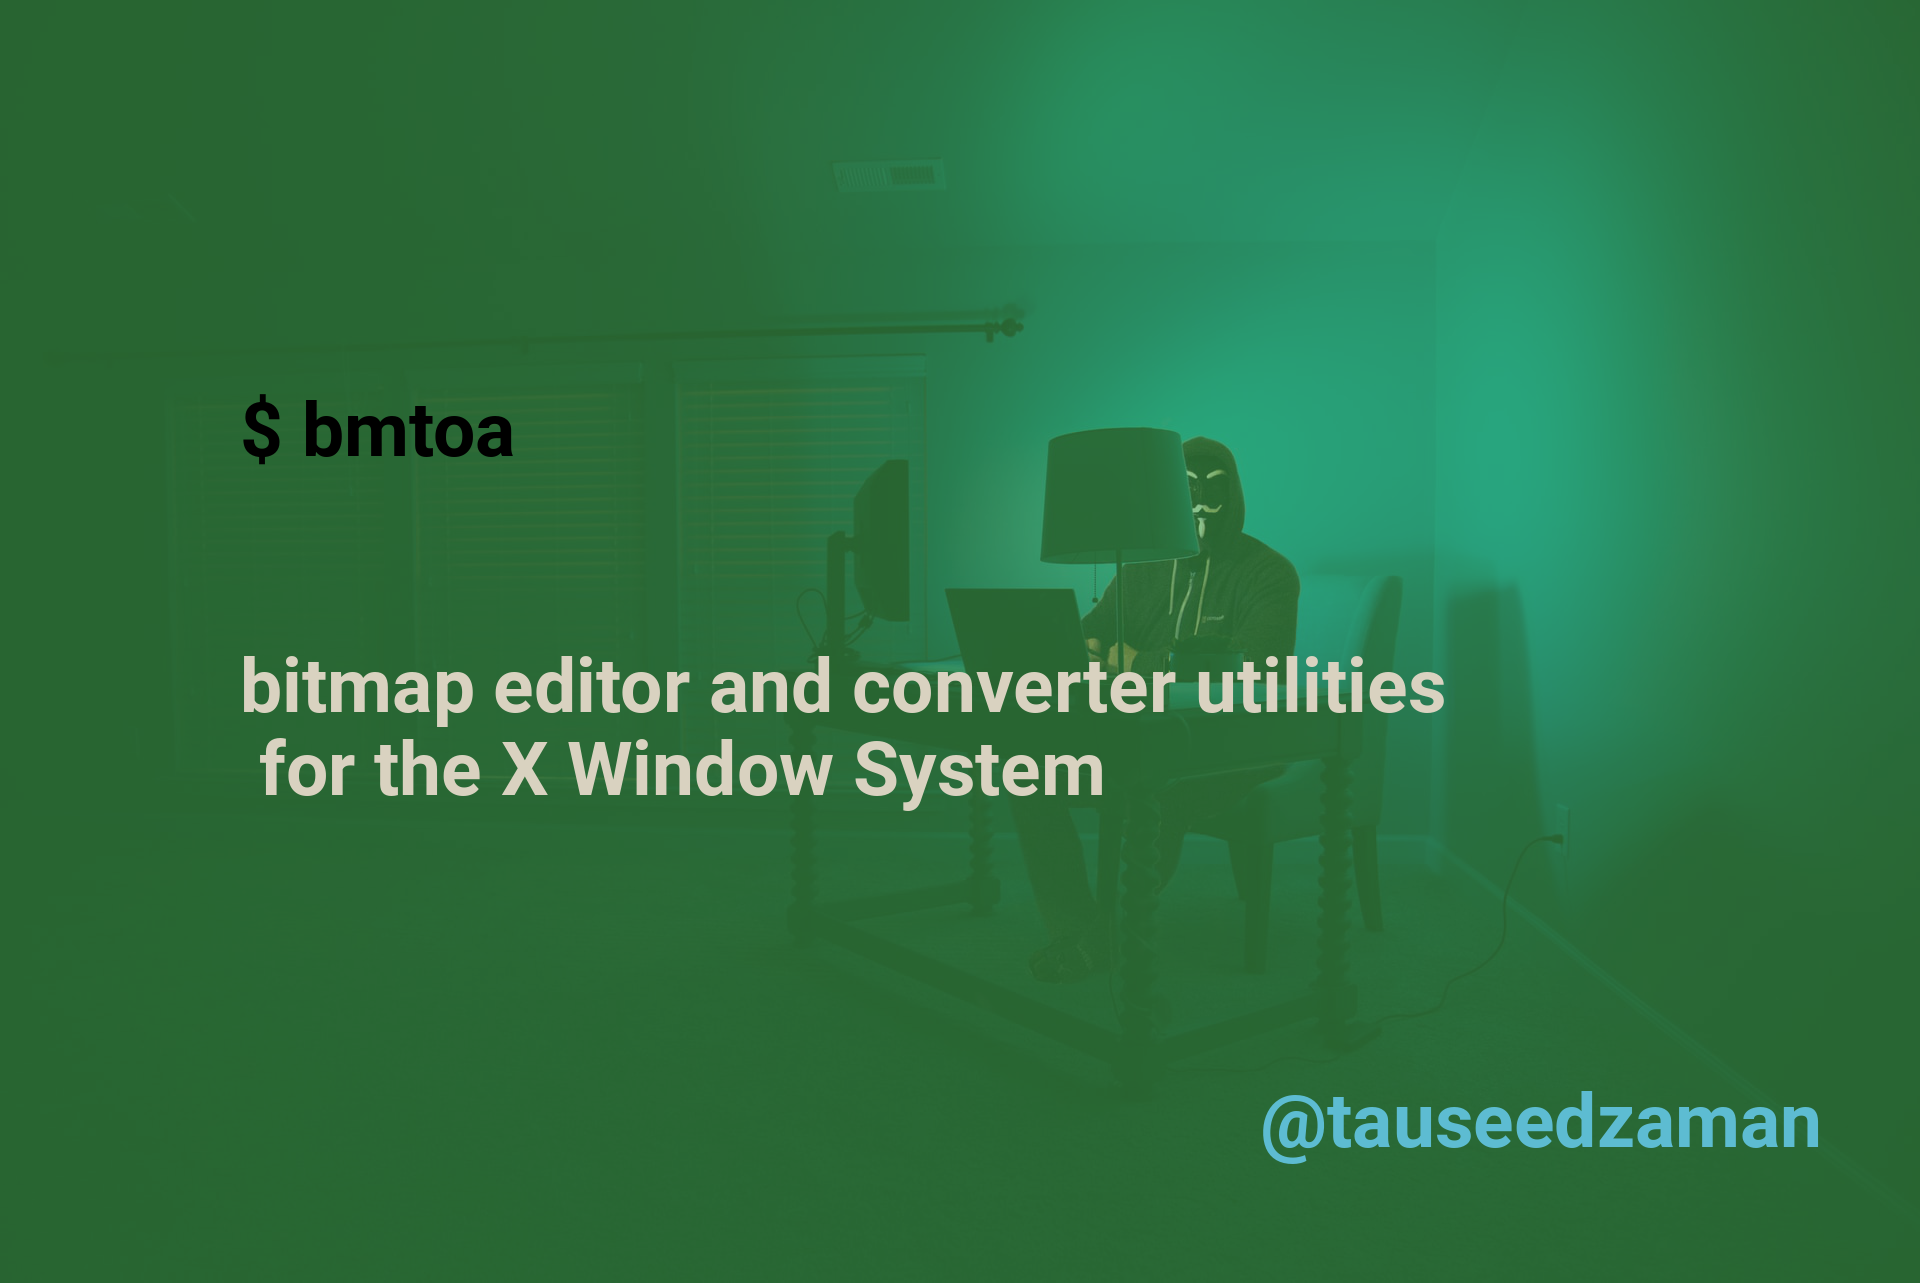 $ bmtoa
bitmap editor and converter utilities
for the X Window System
@tauseedzaman